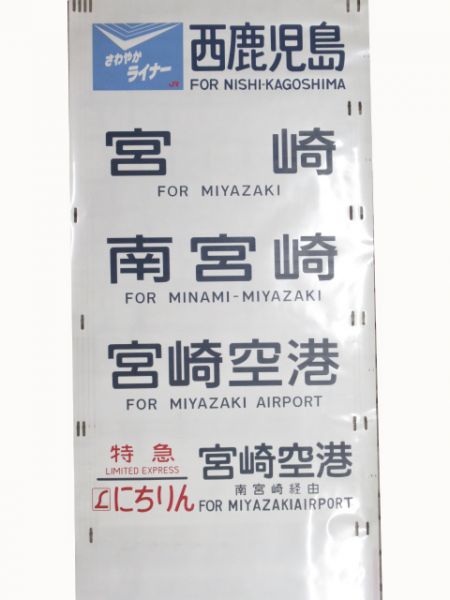 さわやか
ライナー
JR
西鹿児島
FOR NISHI-KAGOSHIMA
宮崎
FOR MIYAZAKI
南宮崎
FOR MINAMI-MIYAZAKI
宮崎空港
FOR MIYAZAKI AIRPORT
特急
LIMITED EXPRESS
Lにちりん
宮崎空港
南宮崎経由
FOR MIYAZAKIAIRPORT